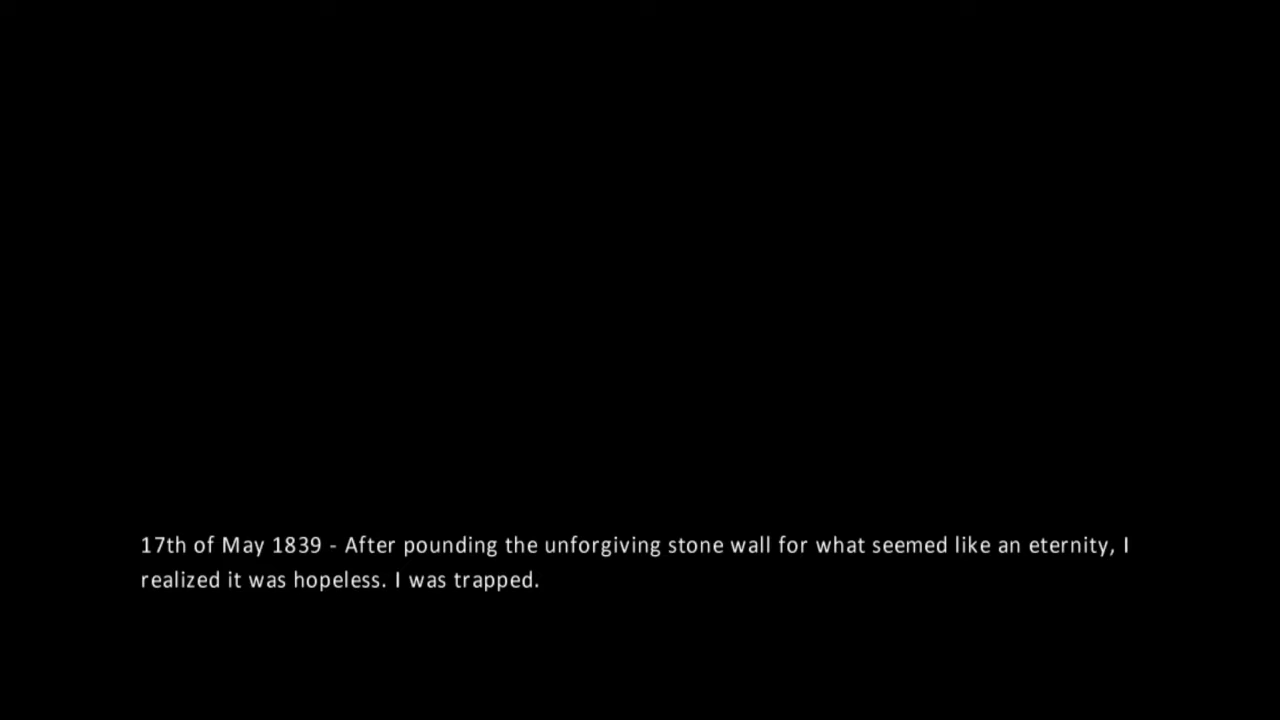 17th of May 1839 - After pounding the unforgiving stone wall for what seemed like an eternity, I
realized it was hopeless. I was trapped.